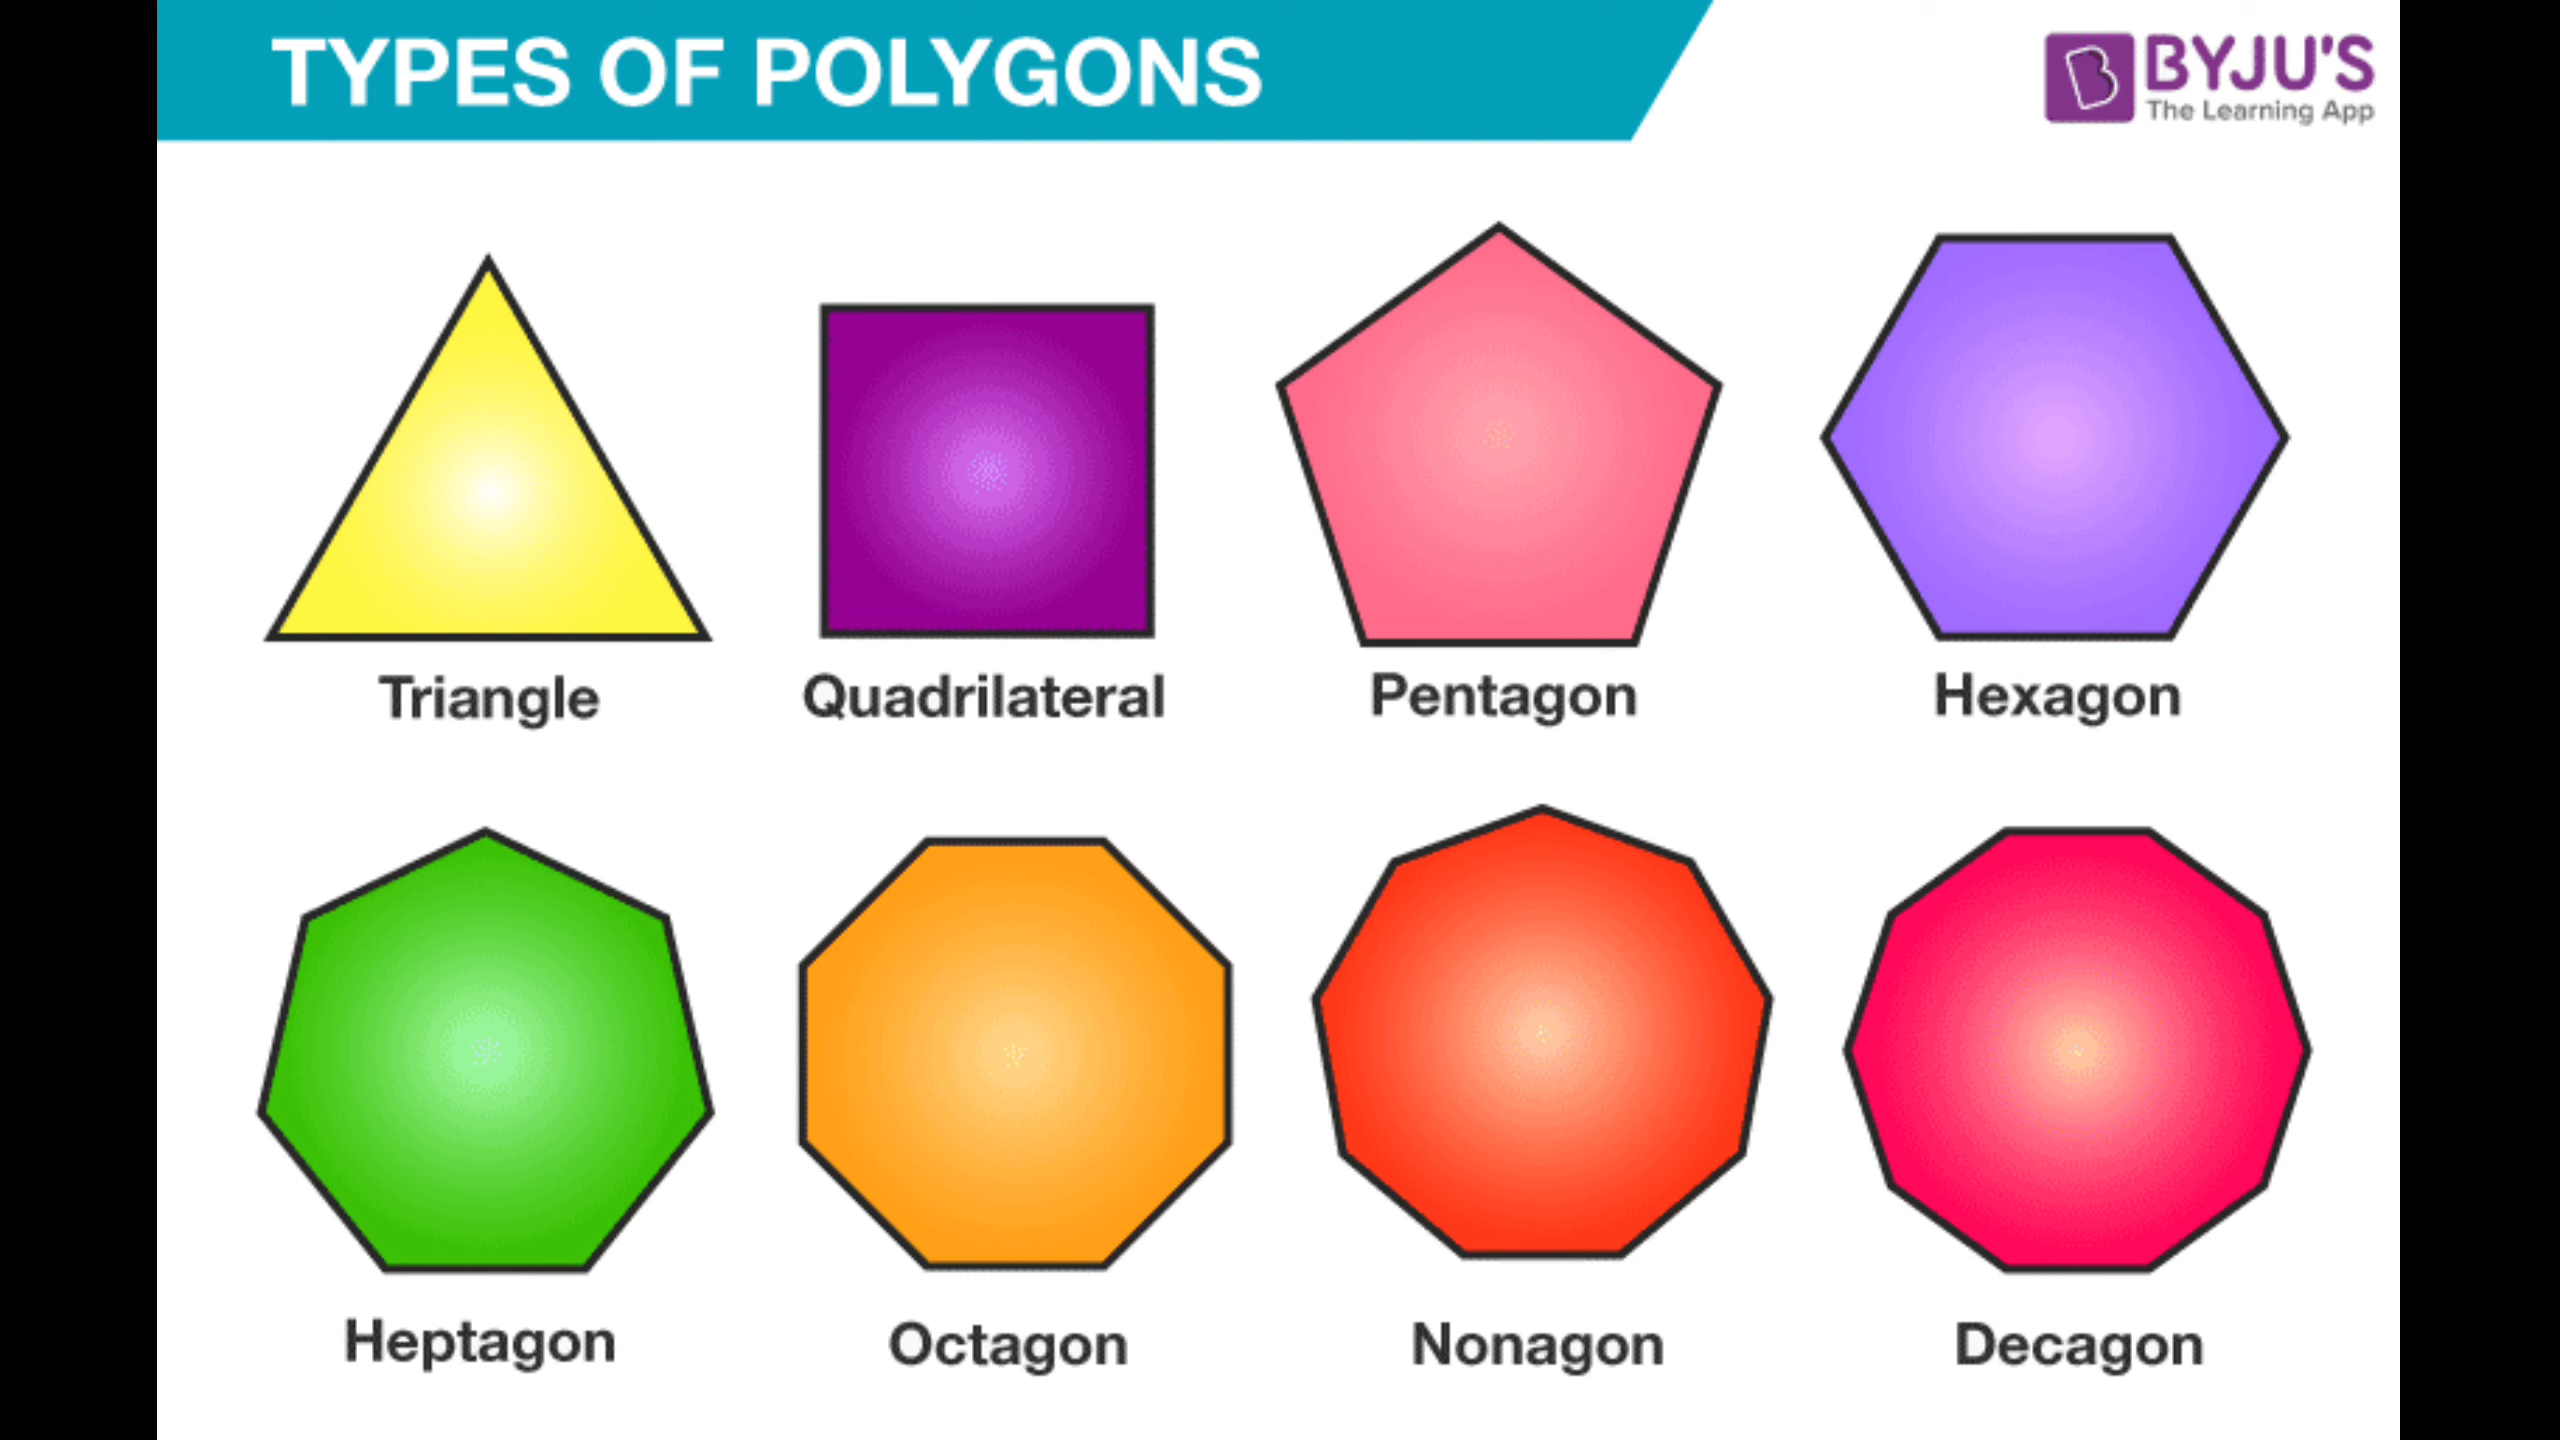 TYPES OF POLYGONS
BYJU'S
The Learning App
Triangle
Quadrilateral
Pentagon
Hexagon
Heptagon
Octagon
Nonagon
Decagon